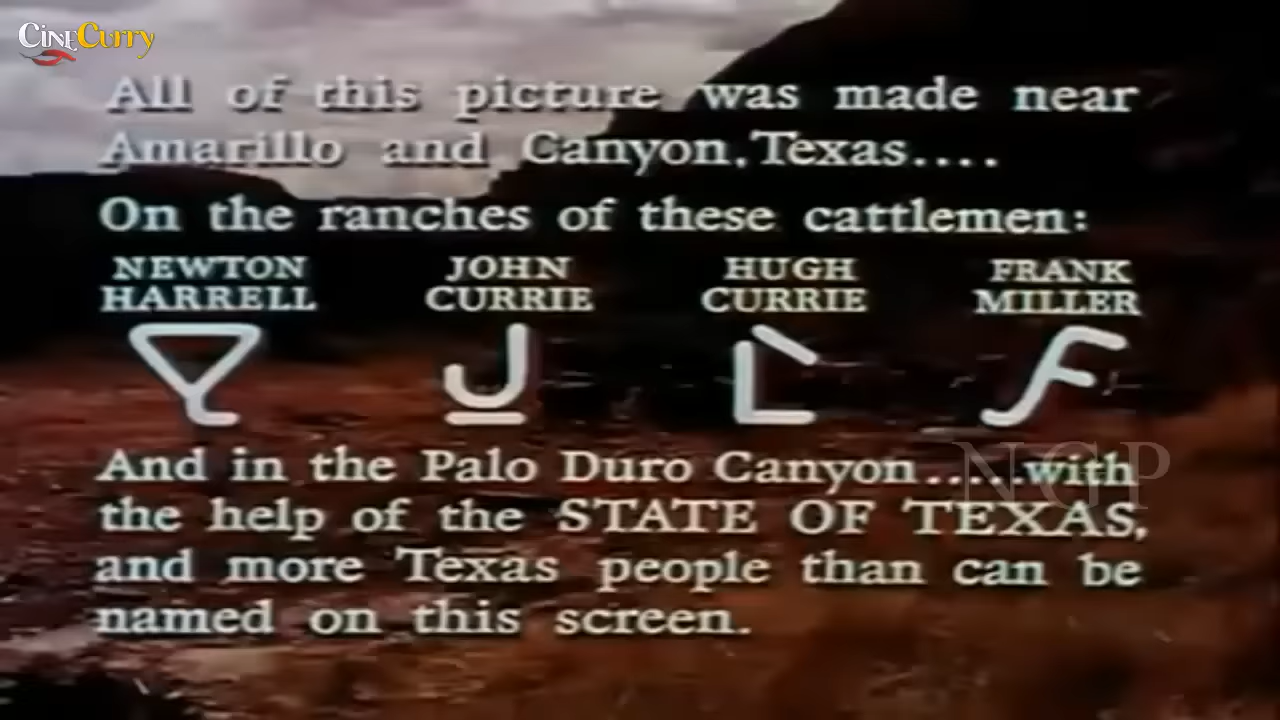 CINECURRY
All of this picture was made near
Amarillo and Canyon, Texas....
On the ranches of these cattlemen:
NEWTON HARRELL
JOHN CURRIE
HUGH CURRIE
FRANK MILLER
J
L
F
And in the Palo Duro Canyon.....with
the help of the STATE OF TEXAS,
and more Texas people than can be
named on this screen.
NGP